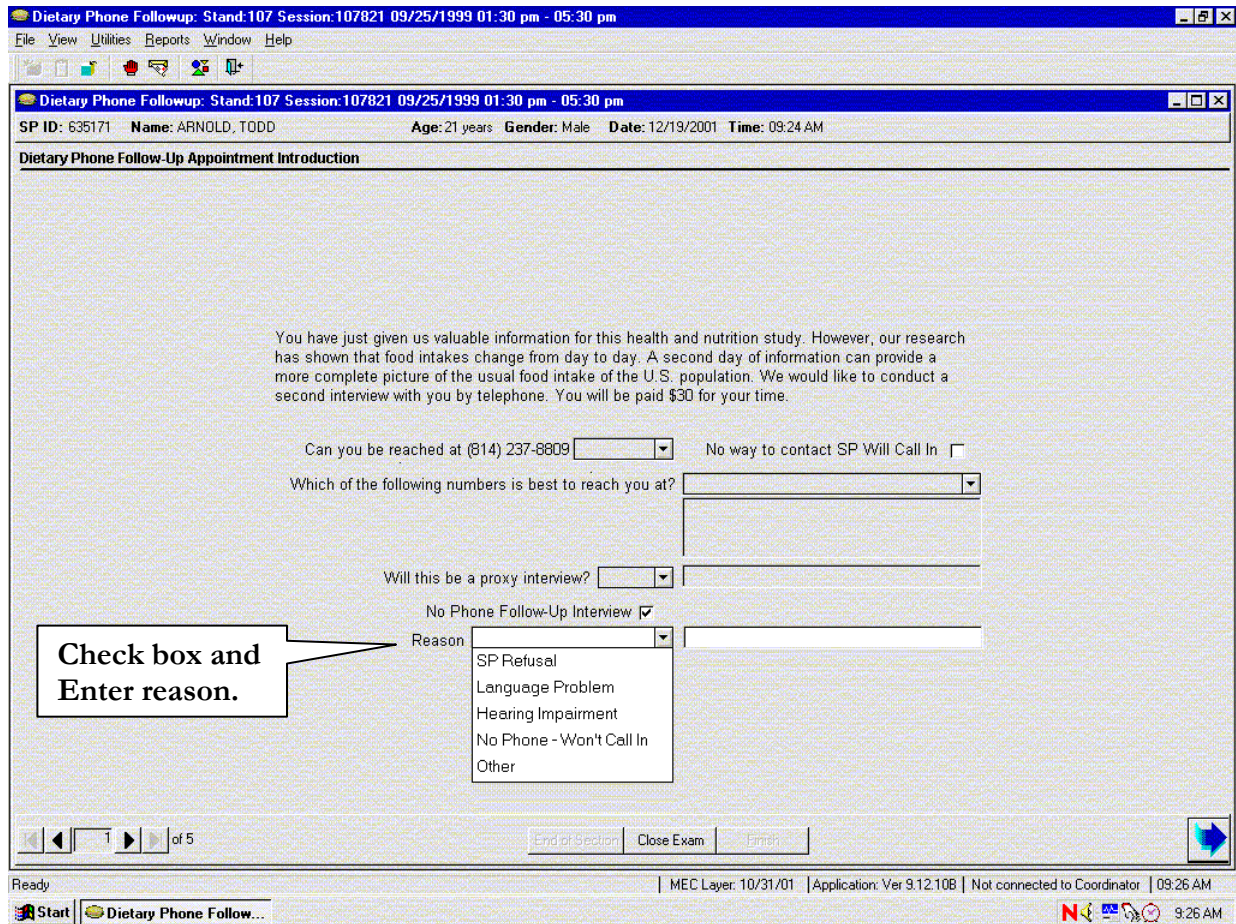 Dietary Phone Followup: Stand:107 Session:107821 09/25/1999 01:30 pm - 05:30 pm
File View Utilities Reports Window Help
Dietary Phone Followup: Stand:107 Session:107821 09/25/1999 01:30 pm - 05:30 pm
SP ID: 635171 Name: ARNOLD, TODD Age: 21 years Gender: Male Date: 12/19/2001 Time: 09:24 AM
Dietary Phone Follow-Up Appointment Introduction
You have just given us valuable information for this health and nutrition study. However, our research
has shown that food intakes change from day to day. A second day of information can provide a
more complete picture of the usual food intake of the U.S. population. We would like to conduct a
second interview with you by telephone. You will be paid $30 for your time.
Can you be reached at (814) 237-8809 No way to contact SP Will Call In
Which of the following numbers is best to reach you at?
Will this be a proxy interview?
No Phone Follow-Up Interview
Reason
Check box and
Enter reason.
SP Refusal
Language Problem
Hearing Impairment
No Phone - Won't Call In
Other
1 of 5 End of Section Close Exam Finish
Ready MEC Layer: 10/31/01 Application: Ver 9.12.10B Not connected to Coordinator 09:26 AM
Start Dietary Phone Follow... N 9:26 AM